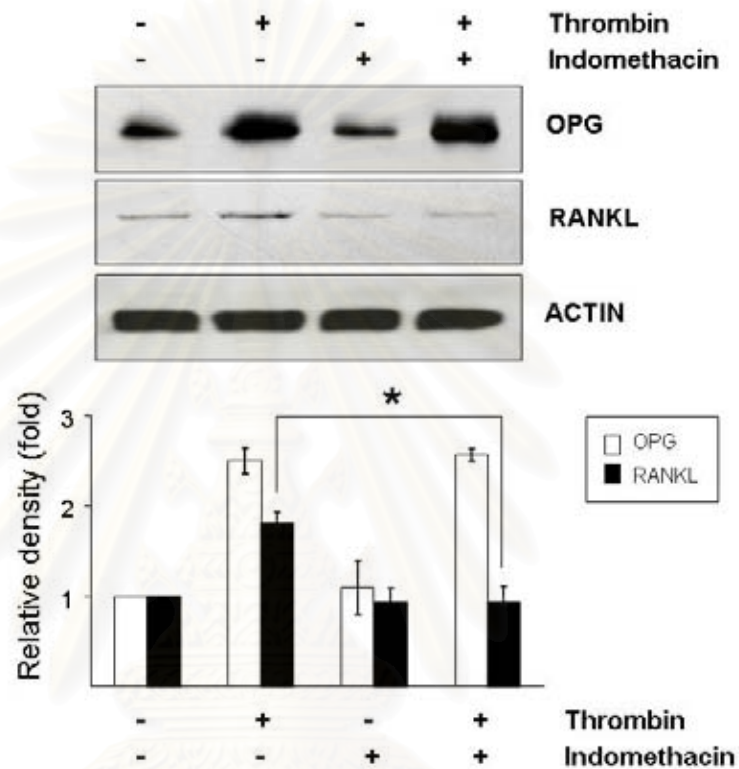 - + - + Thrombin
- - + + Indomethacin
OPG
RANKL
ACTIN
*
3
2
1
Relative density (fold)
OPG
RANKL
- + - + Thrombin
- - + + Indomethacin